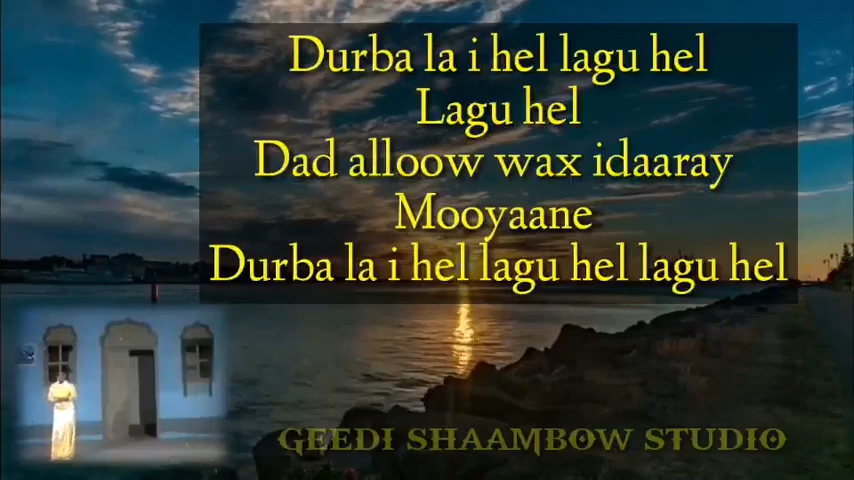 Durba la i hel lagu hel
Lagu hel
Dad alloow wax idaaray
Mooyaane
Durba la i hel lagu hel lagu hel
GEEDI SHAAMBOW STUDIO